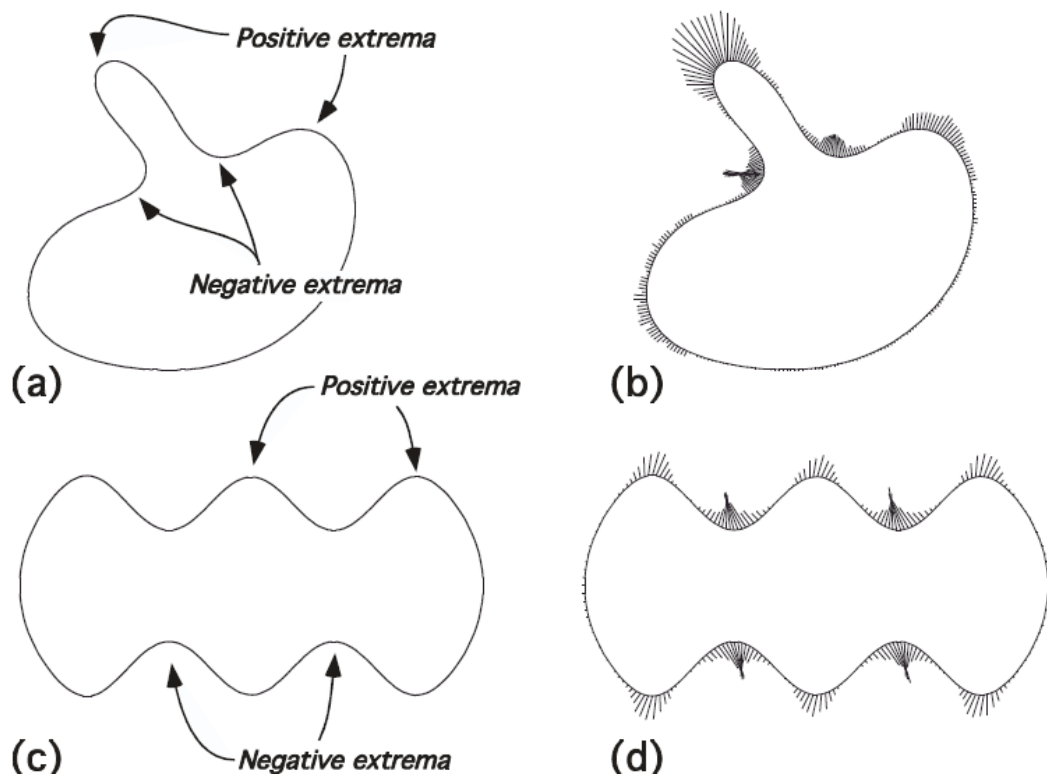 Positive extrema
Negative extrema
(a)
(b)
Positive extrema
Negative extrema
(c)
(d)